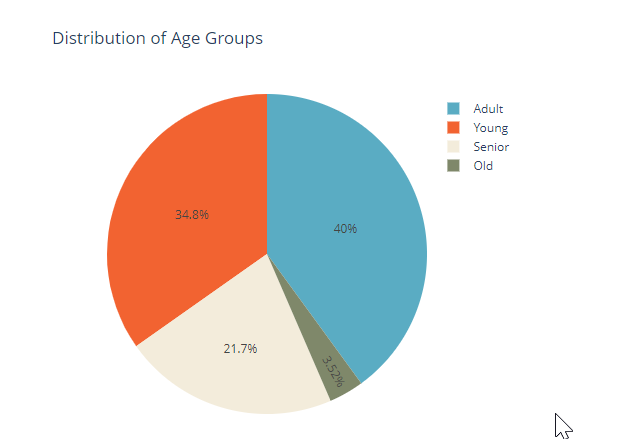 Distribution of Age Groups
Adult
Young
Senior
Old
34.8%
40%
21.7%
3.52%